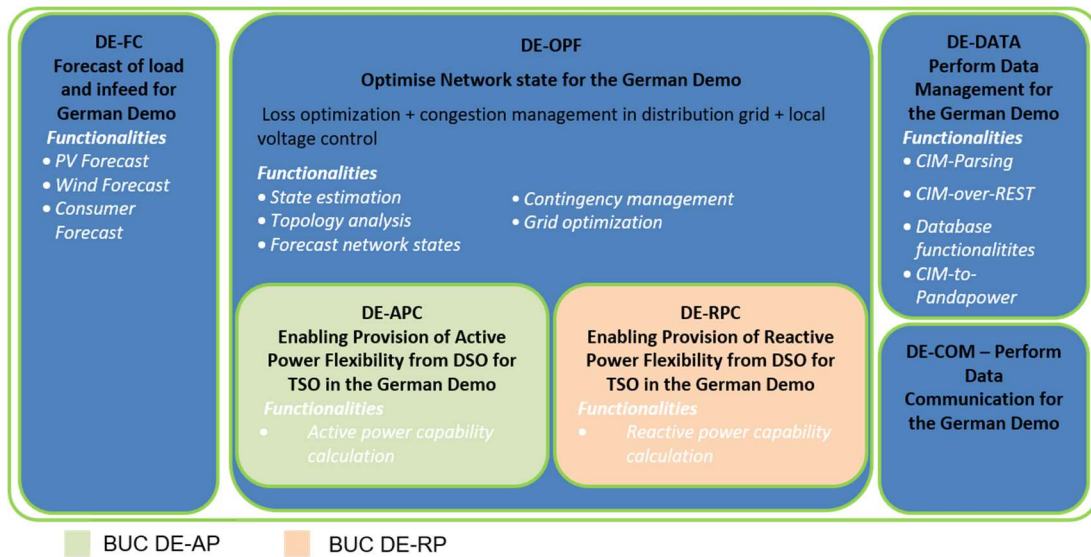 DE-FC
Forecast of load
and infeed for
German Demo
Functionalities
• PV Forecast
• Wind Forecast
• Consumer
Forecast
DE-OPF
Optimise Network state for the German Demo
Loss optimization + congestion management in distribution grid + local
voltage control
Functionalities
• State estimation
• Topology analysis
• Forecast network states
• Contingency management
• Grid optimization
DE-APC
Enabling Provision of Active
Power Flexibility from DSO for
TSO in the German Demo
Functionalities
• Active power capability
calculation
DE-RPC
Enabling Provision of Reactive
Power Flexibility from DSO for
TSO in the German Demo
Functionalities
• Reactive power capability
calculation
DE-DATA
Perform Data
Management for
the German Demo
Functionalities
• CIM-Parsing
• CIM-over-REST
• Database
functionalitites
• CIM-to-
Pandapower
DE-COM – Perform
Data
Communication for
the German Demo
BUC DE-AP
BUC DE-RP